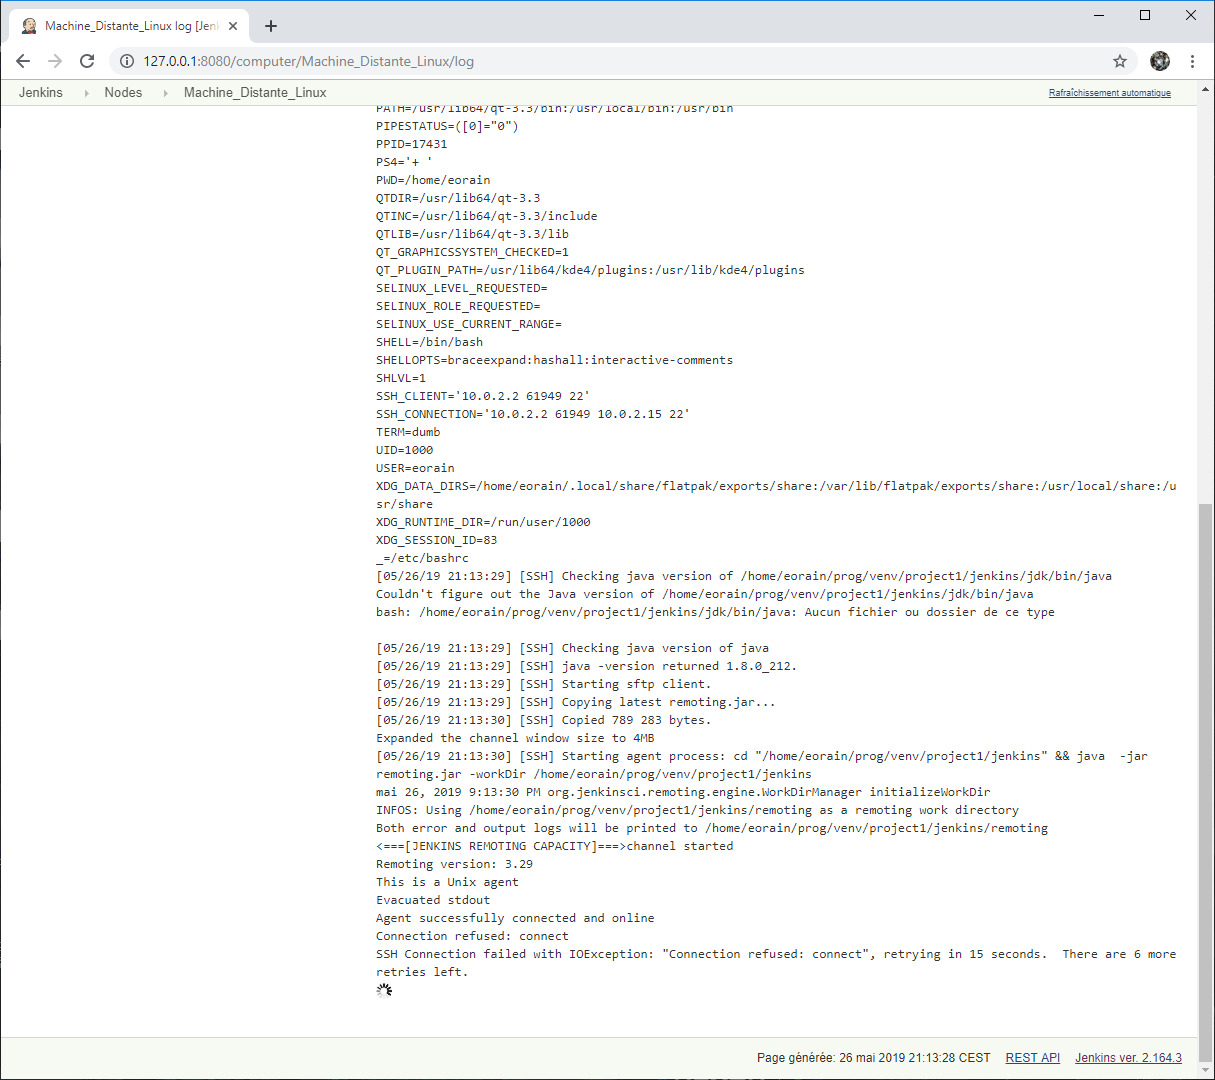 Machine_Distante_Linux log [Jen
127.0.0.1:8080/computer/Machine_Distante_Linux/log
Jenkins
Nodes
Machine_Distante_Linux
Rafraîchissement automatique
PATH=/usr/lib64/qt-3.3/bin:/usr/local/bin:/usr/bin
PIPESTATUS=([0]="0")
PPID=17431
PS4='+ '
PWD=/home/eorain
QTDIR=/usr/lib64/qt-3.3
QTINC=/usr/lib64/qt-3.3/include
QTLIB=/usr/lib64/qt-3.3/lib
QT_GRAPHICSSYSTEM_CHECKED=1
QT_PLUGIN_PATH=/usr/lib64/kde4/plugins:/usr/lib/kde4/plugins
SELINUX_LEVEL_REQUESTED=
SELINUX_ROLE_REQUESTED=
SELINUX_USE_CURRENT_RANGE=
SHELL=/bin/bash
SHELLOPTS=braceexpand:hashall:interactive-comments
SHLVL=1
SSH_CLIENT='10.0.2.2 61949 22'
SSH_CONNECTION='10.0.2.2 61949 10.0.2.15 22'
TERM=dumb
UID=1000
USER=eorain
XDG_DATA_DIRS=/home/eorain/.local/share/flatpak/exports/share:/var/lib/flatpak/exports/share:/usr/local/share:/u
sr/share
XDG_RUNTIME_DIR=/run/user/1000
XDG_SESSION_ID=83
_=/etc/bashrc
[05/26/19 21:13:29] [SSH] Checking java version of /home/eorain/prog/venv/project1/jenkins/jdk/bin/java
Couldn't figure out the Java version of /home/eorain/prog/venv/project1/jenkins/jdk/bin/java
bash: /home/eorain/prog/venv/project1/jenkins/jdk/bin/java: Aucun fichier ou dossier de ce type
[05/26/19 21:13:29] [SSH] Checking java version of java
[05/26/19 21:13:29] [SSH] java -version returned 1.8.0_212.
[05/26/19 21:13:29] [SSH] Starting sftp client.
[05/26/19 21:13:29] [SSH] Copying latest remoting.jar...
[05/26/19 21:13:30] [SSH] Copied 789 283 bytes.
Expanded the channel window size to 4MB
[05/26/19 21:13:30] [SSH] Starting agent process: cd "/home/eorain/prog/venv/project1/jenkins" && java  -jar
remoting.jar -workDir /home/eorain/prog/venv/project1/jenkins
mai 26, 2019 9:13:30 PM org.jenkinsci.remoting.engine.WorkDirManager initializeWorkDir
INFOS: Using /home/eorain/prog/venv/project1/jenkins/remoting as a remoting work directory
Both error and output logs will be printed to /home/eorain/prog/venv/project1/jenkins/remoting
<===[JENKINS REMOTING CAPACITY]===>channel started
Remoting version: 3.29
This is a Unix agent
Evacuated stdout
Agent successfully connected and online
Connection refused: connect
SSH Connection failed with IOException: "Connection refused: connect", retrying in 15 seconds.  There are 6 more
retries left.
Page générée: 26 mai 2019 21:13:28 CEST
REST API
Jenkins ver. 2.164.3